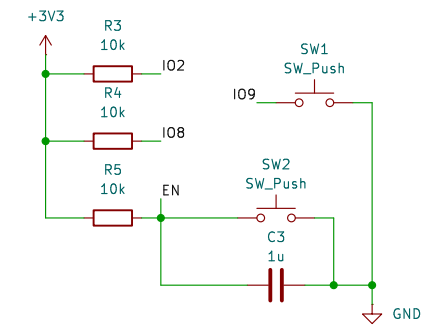 +3V3
R3
10k
IO2
SW1
SW_Push
R4
10k
IO9
IO8
R5
10k
EN
SW2
SW_Push
C3
1u
GND